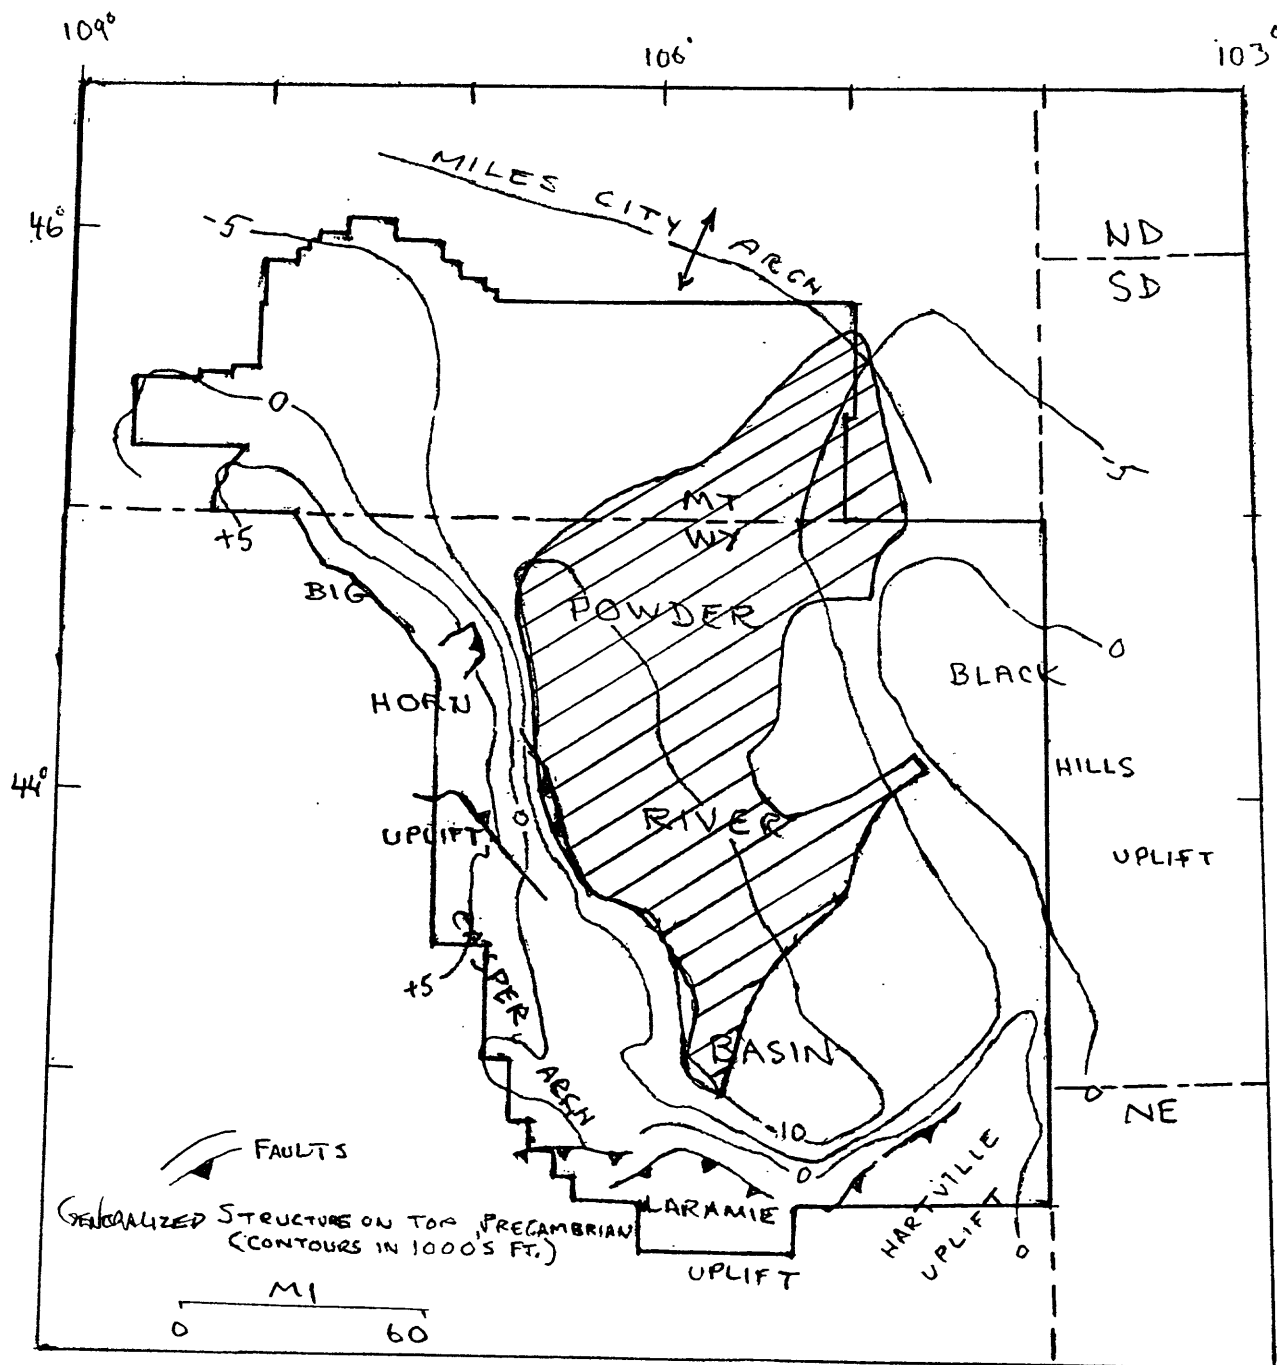 109°
106°
103°
MILES CITY ARCH
46°
-5
ND
SD
0
-5
MT
WY
+5
BIG
POWDER
0
BLACK
HORN
44°
HILLS
0
RIVER
UPLIFT
UPLIFT
CASPER
+5
BASIN
ARCH
-10
0
NE
FAULTS
0
HARTVILLE
LARAMIE
GENERALIZED STRUCTURE ON TOP PRECAMBRIAN
(CONTOURS IN 1000'S FT.)
UPLIFT
0
UPLIFT
MI
0 60